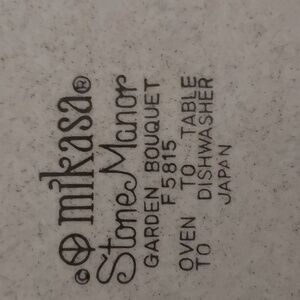 © mikasa®
Stone Manor
GARDEN BOUQUET
F5815
OVEN TO TABLE
TO DISHWASHER
JAPAN